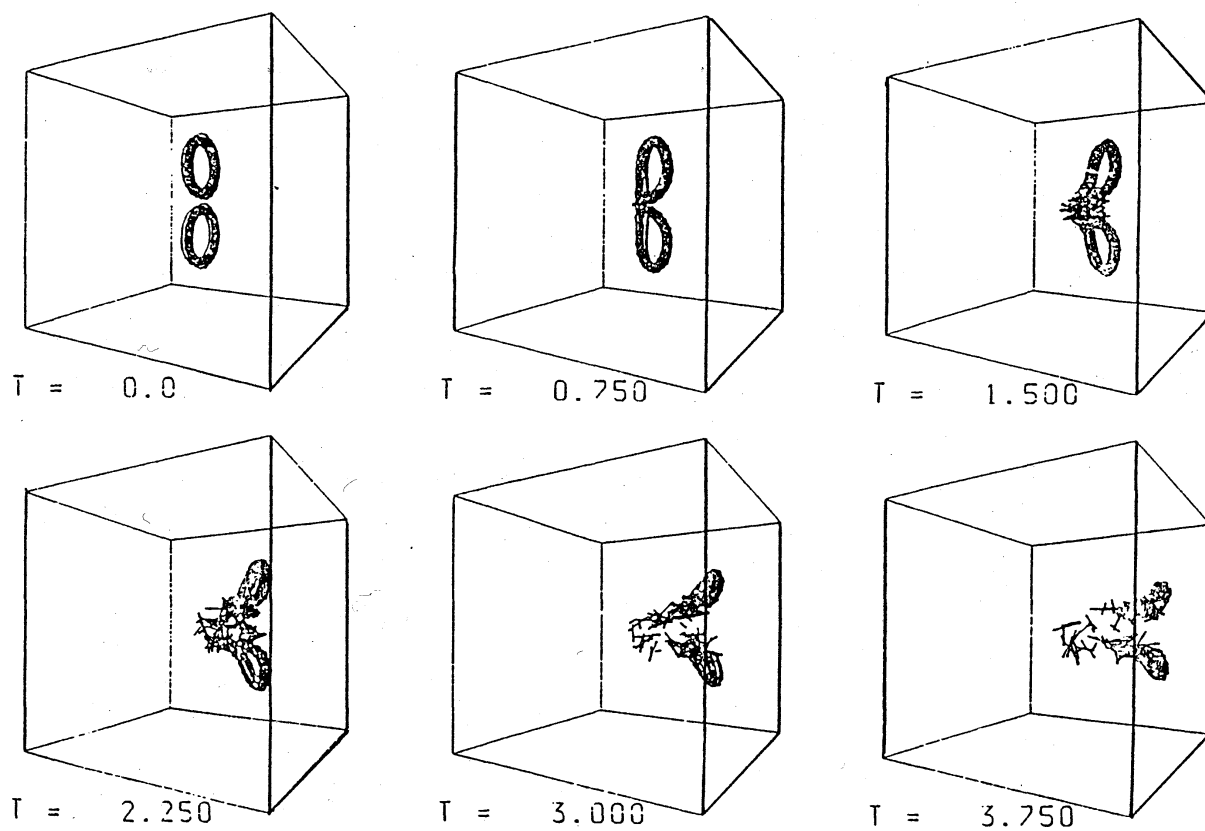 T = 0.0
T = 0.750
T = 1.500
T = 2.250
T = 3.000
T = 3.750